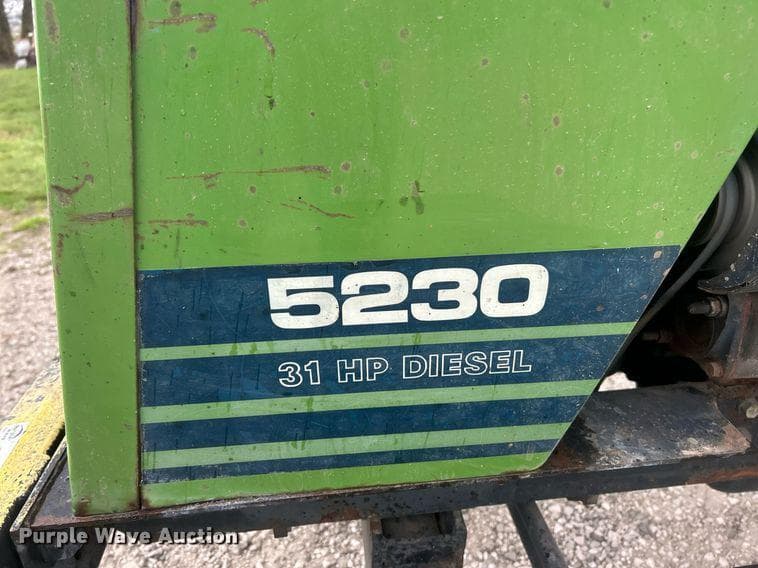 5230
31 HP DIESEL
Purple Wave Auction